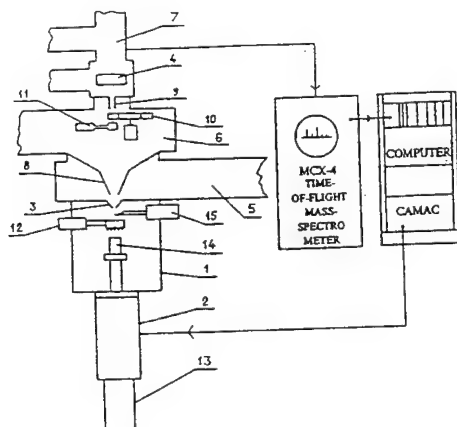 7
4
11
9
10
6
8
3
15
5
12
14
1
2
13
MCX-4
TIME-
OF-FLIGHT
MASS-
SPECTRO
METER
COMPUTER
CAMAC